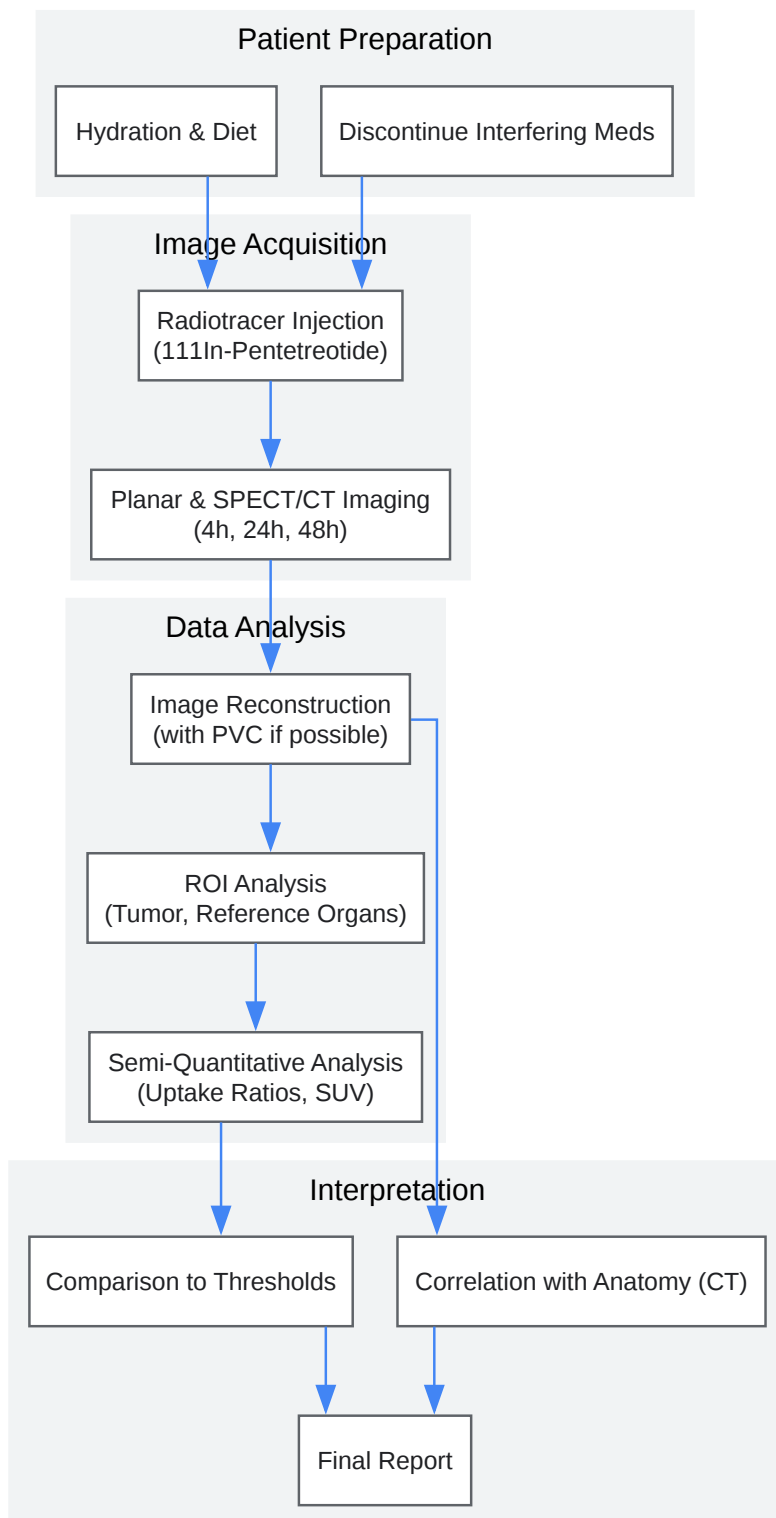 Patient Preparation
Hydration & Diet
Discontinue Interfering Meds
Image Acquisition
Radiotracer Injection
(111In-Pentetreotide)
Planar & SPECT/CT Imaging
(4h, 24h, 48h)
Data Analysis
Image Reconstruction
(with PVC if possible)
ROI Analysis
(Tumor, Reference Organs)
Semi-Quantitative Analysis
(Uptake Ratios, SUV)
Interpretation
Comparison to Thresholds
Correlation with Anatomy (CT)
Final Report